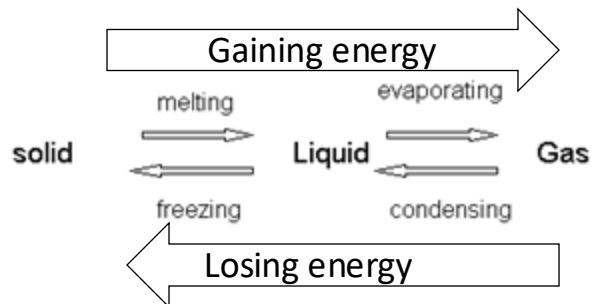 Gaining energy
melting evaporating
solid Liquid Gas
freezing condensing
Losing energy